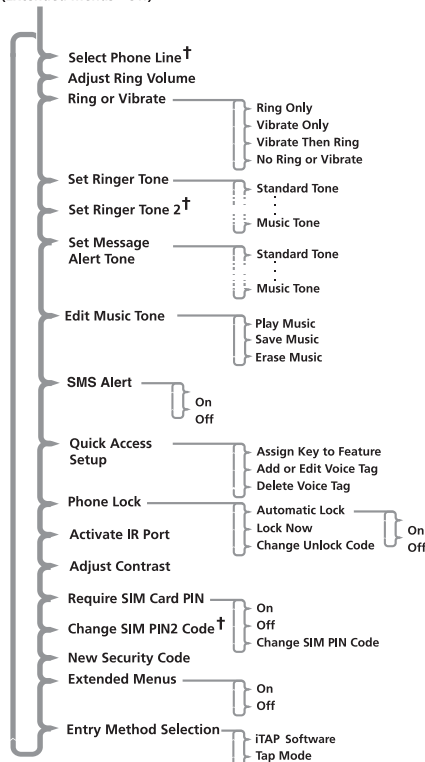 Select Phone Line†
Adjust Ring Volume
Ring or Vibrate
Ring Only
Vibrate Only
Vibrate Then Ring
No Ring or Vibrate
Set Ringer Tone
Standard Tone
Music Tone
Set Ringer Tone 2†
Set Message
Alert Tone
Standard Tone
Music Tone
Edit Music Tone
Play Music
Save Music
Erase Music
SMS Alert
On
Off
Quick Access
Setup
Assign Key to Feature
Add or Edit Voice Tag
Delete Voice Tag
Phone Lock
Automatic Lock
On
Off
Lock Now
Change Unlock Code
Activate IR Port
Adjust Contrast
Require SIM Card PIN
On
Off
Change SIM PIN Code
Change SIM PIN2 Code†
New Security Code
Extended Menus
On
Off
Entry Method Selection
iTAP Software
Tap Mode